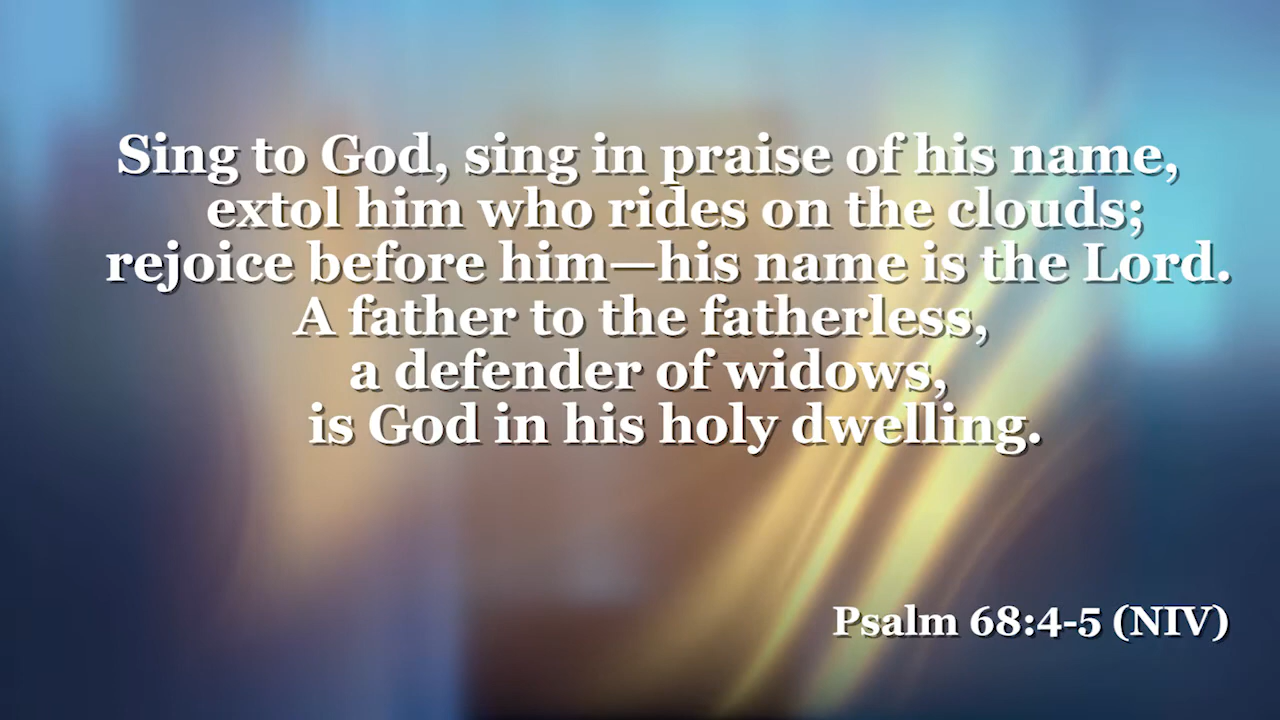 Sing to God, sing in praise of his name,
extol him who rides on the clouds;
rejoice before him—his name is the Lord.
A father to the fatherless,
a defender of widows,
is God in his holy dwelling.
Psalm 68:4-5 (NIV)